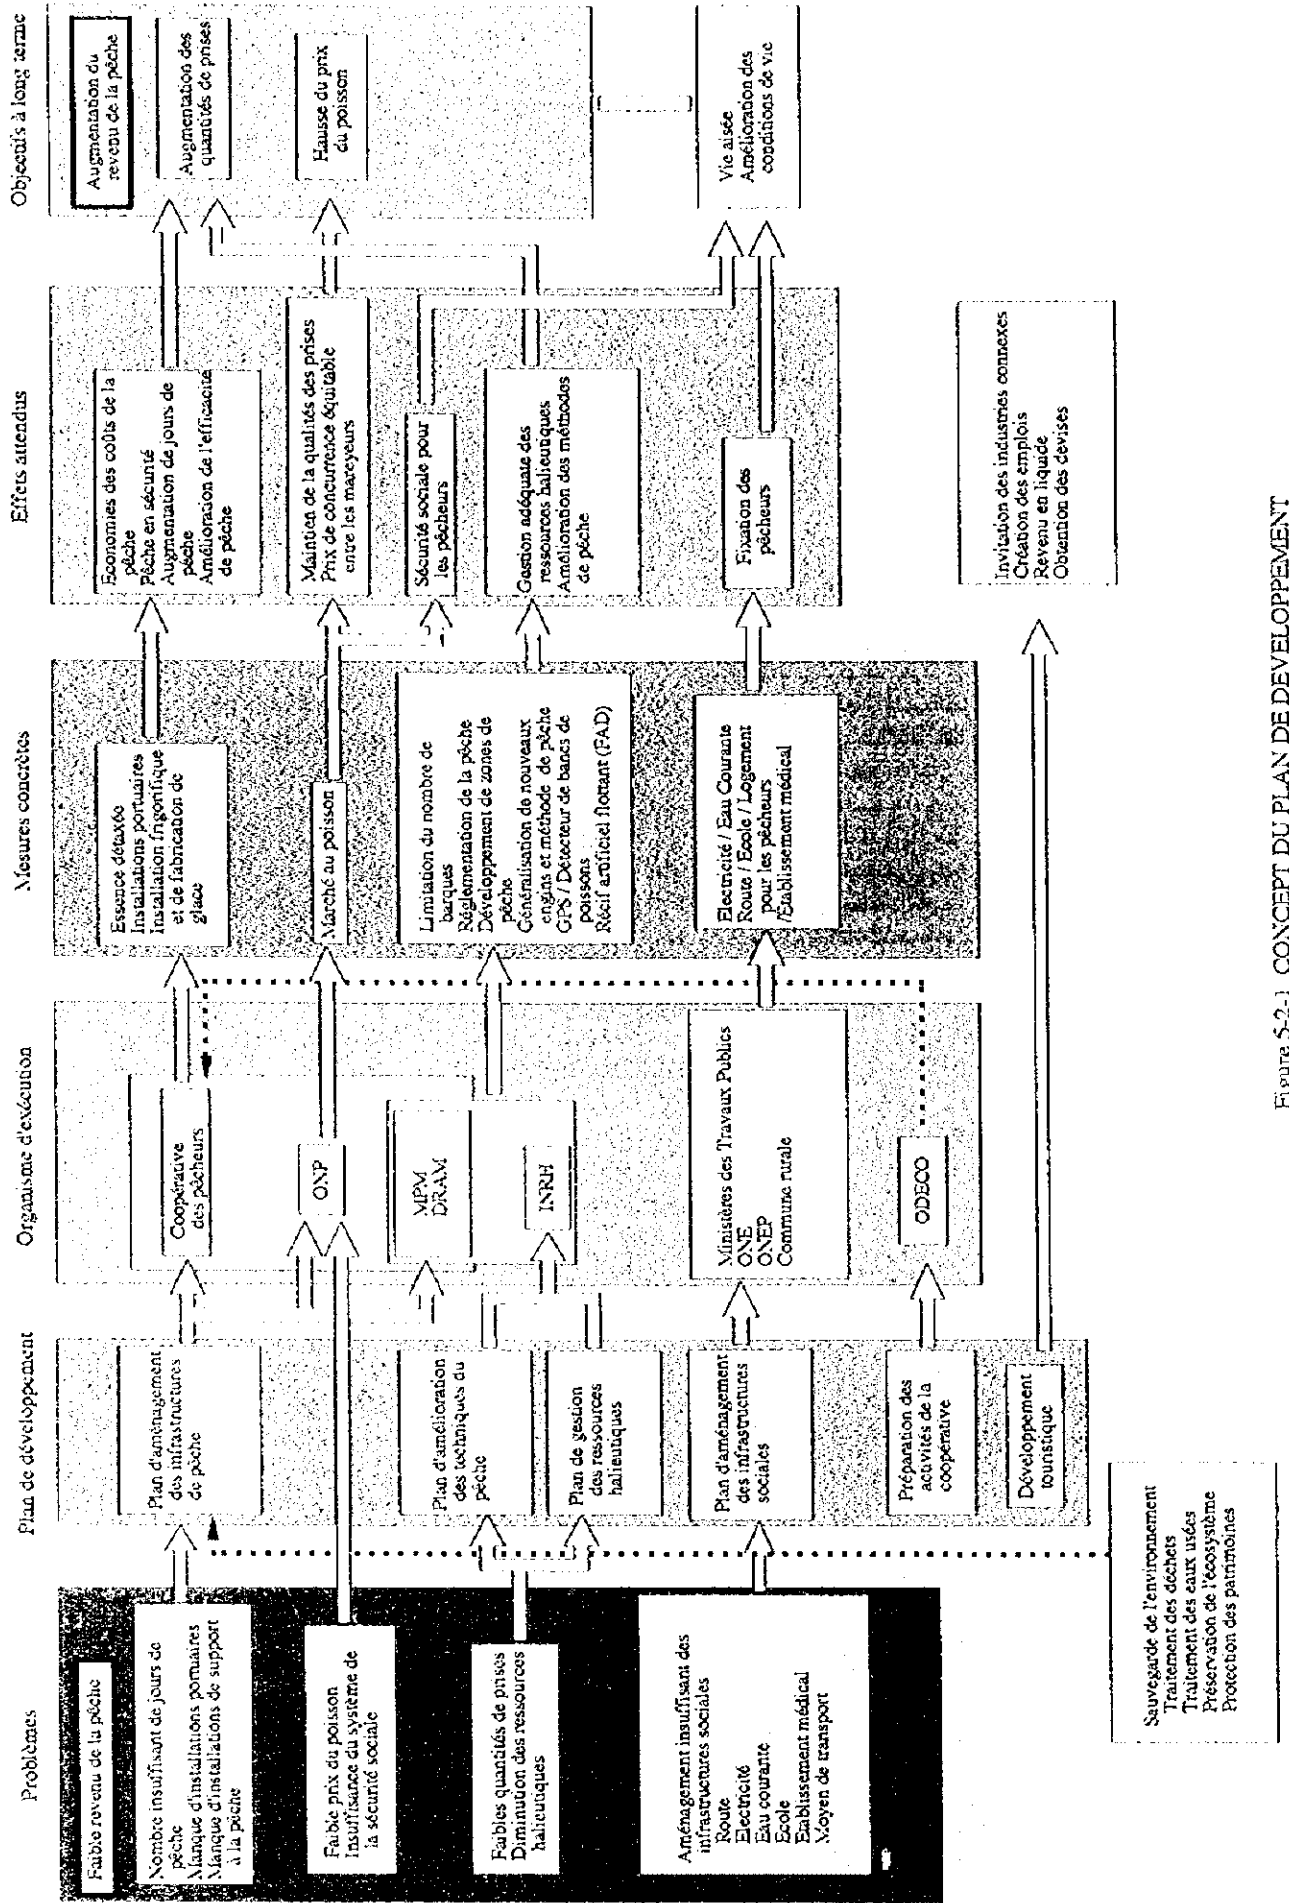 Problèmes
Faible revenu de la pêche
Nombre insuffisant de jours de
pêche
Manque d'installations portuaires
Manque d'installations de support
à la pêche
Faible prix du poisson
Insuffisance du système de
la sécurité sociale
Faibles quantités de prises
Diminution des ressources
halieutiques
Aménagement insuffisant des
infrastructures sociales
Route
Electricité
Eau courante
Ecole
Etablissement médical
Moyen de transport
Plan de développement
Plan d'aménagement
des infrastructures
de pêche
Plan d'amélioration
des techniques du
pêche
Plan de gestion
des ressources
halieutiques
Plan d'aménagement
des infrastructures
sociales
Préparation des
activités de la
coopérative
Développement
touristique
Sauvegarde de l'environnement
Traitement des déchets
Traitement des eaux usées
Préservation de l'écosystème
Protection des patrimoines
Organisme d'exécution
Coopérative
des pêcheurs
ONP
MPM
DRAM
INRH
Ministères des Travaux Publics
ONE
ONEP
Commune rurale
ODECO
Mesures concrètes
Essence détaxée
Installations portuaires
Installation frigorifique
et de fabrication de
glace
Marché au poisson
Limitation du nombre de
barques
Réglementation de la pêche
Développement de zones de
pêche
Généralisation de nouveaux
engins et méthode de pêche
GPS / Détecteur de bancs de
poissons
Récif artificiel flottant (FAD)
Electricité / Eau Courante
Route / Ecole / Logement
pour les pêcheurs
/Etablissement médical
Effets attendus
Economies des coûts de la
pêche
Pêche en sécurité
Augmentation de jours de
pêche
Amélioration de l'efficacité
de pêche
Maintien de la qualités des prises
Prix de concurrence équitable
entre les mareyeurs
Sécurité sociale pour
les pêcheurs
Gestion adéquate des
ressources halieutiques
Amélioration des méthodes
de pêche
Fixation des
pêcheurs
Invitation des industries connexes
Création des emplois
Revenu en liquide
Obtention des devises
Objectifs à long terme
Augmentation du
revenu de la pêche
Augmentation des
quantités de prises
Hausse du prix
du poisson
Vie aisée
Amélioration des
conditions de vie
Figure 5-2-1 CONCEPT DU PLAN DE DEVELOPPEMENT